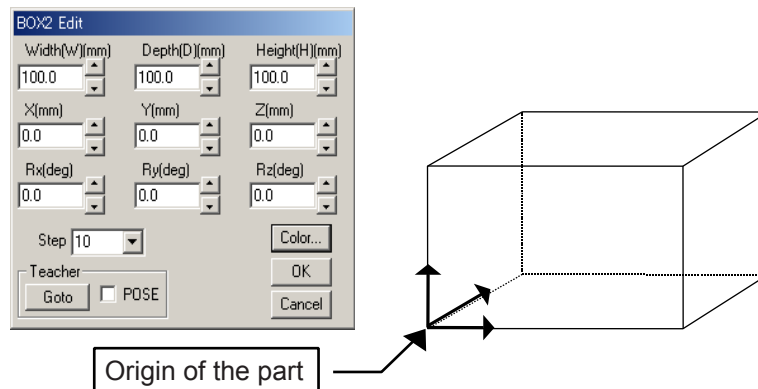 BOX2 Edit
Width(W)(mm) Depth(D)(mm) Height(H)(mm)
100.0 100.0 100.0
X(mm) Y(mm) Z(mm)
0.0 0.0 0.0
Rx(deg) Ry(deg) Rz(deg)
0.0 0.0 0.0
Step 10 Color...
Teacher OK
Goto POSE Cancel
Origin of the part